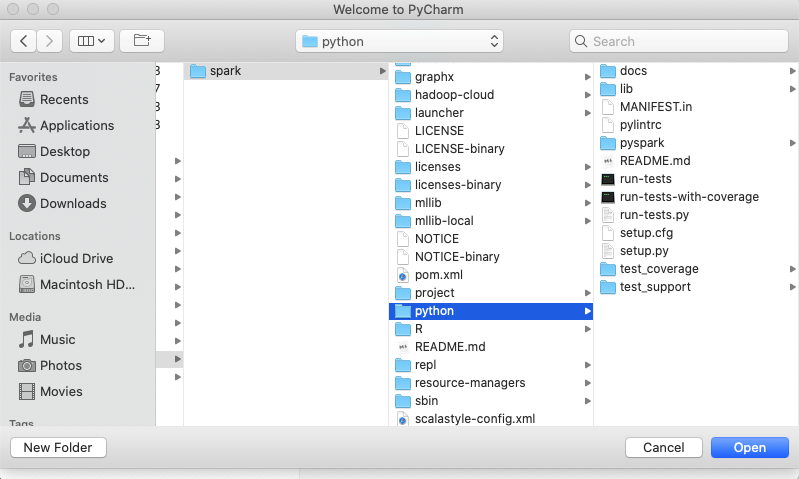 Welcome to PyCharm
python
Search
Favorites
Recents
Applications
Desktop
Documents
Downloads
Locations
iCloud Drive
Macintosh HD...
Media
Music
Photos
Movies
Tags
3
7
3
3
spark
graphx
hadoop-cloud
launcher
LICENSE
LICENSE-binary
licenses
licenses-binary
mllib
mllib-local
NOTICE
NOTICE-binary
pom.xml
project
python
R
README.md
repl
resource-managers
sbin
scalastyle-config.xml
docs
lib
MANIFEST.in
pylintrc
pyspark
README.md
run-tests
run-tests-with-coverage
run-tests.py
setup.cfg
setup.py
test_coverage
test_support
New Folder
Cancel
Open